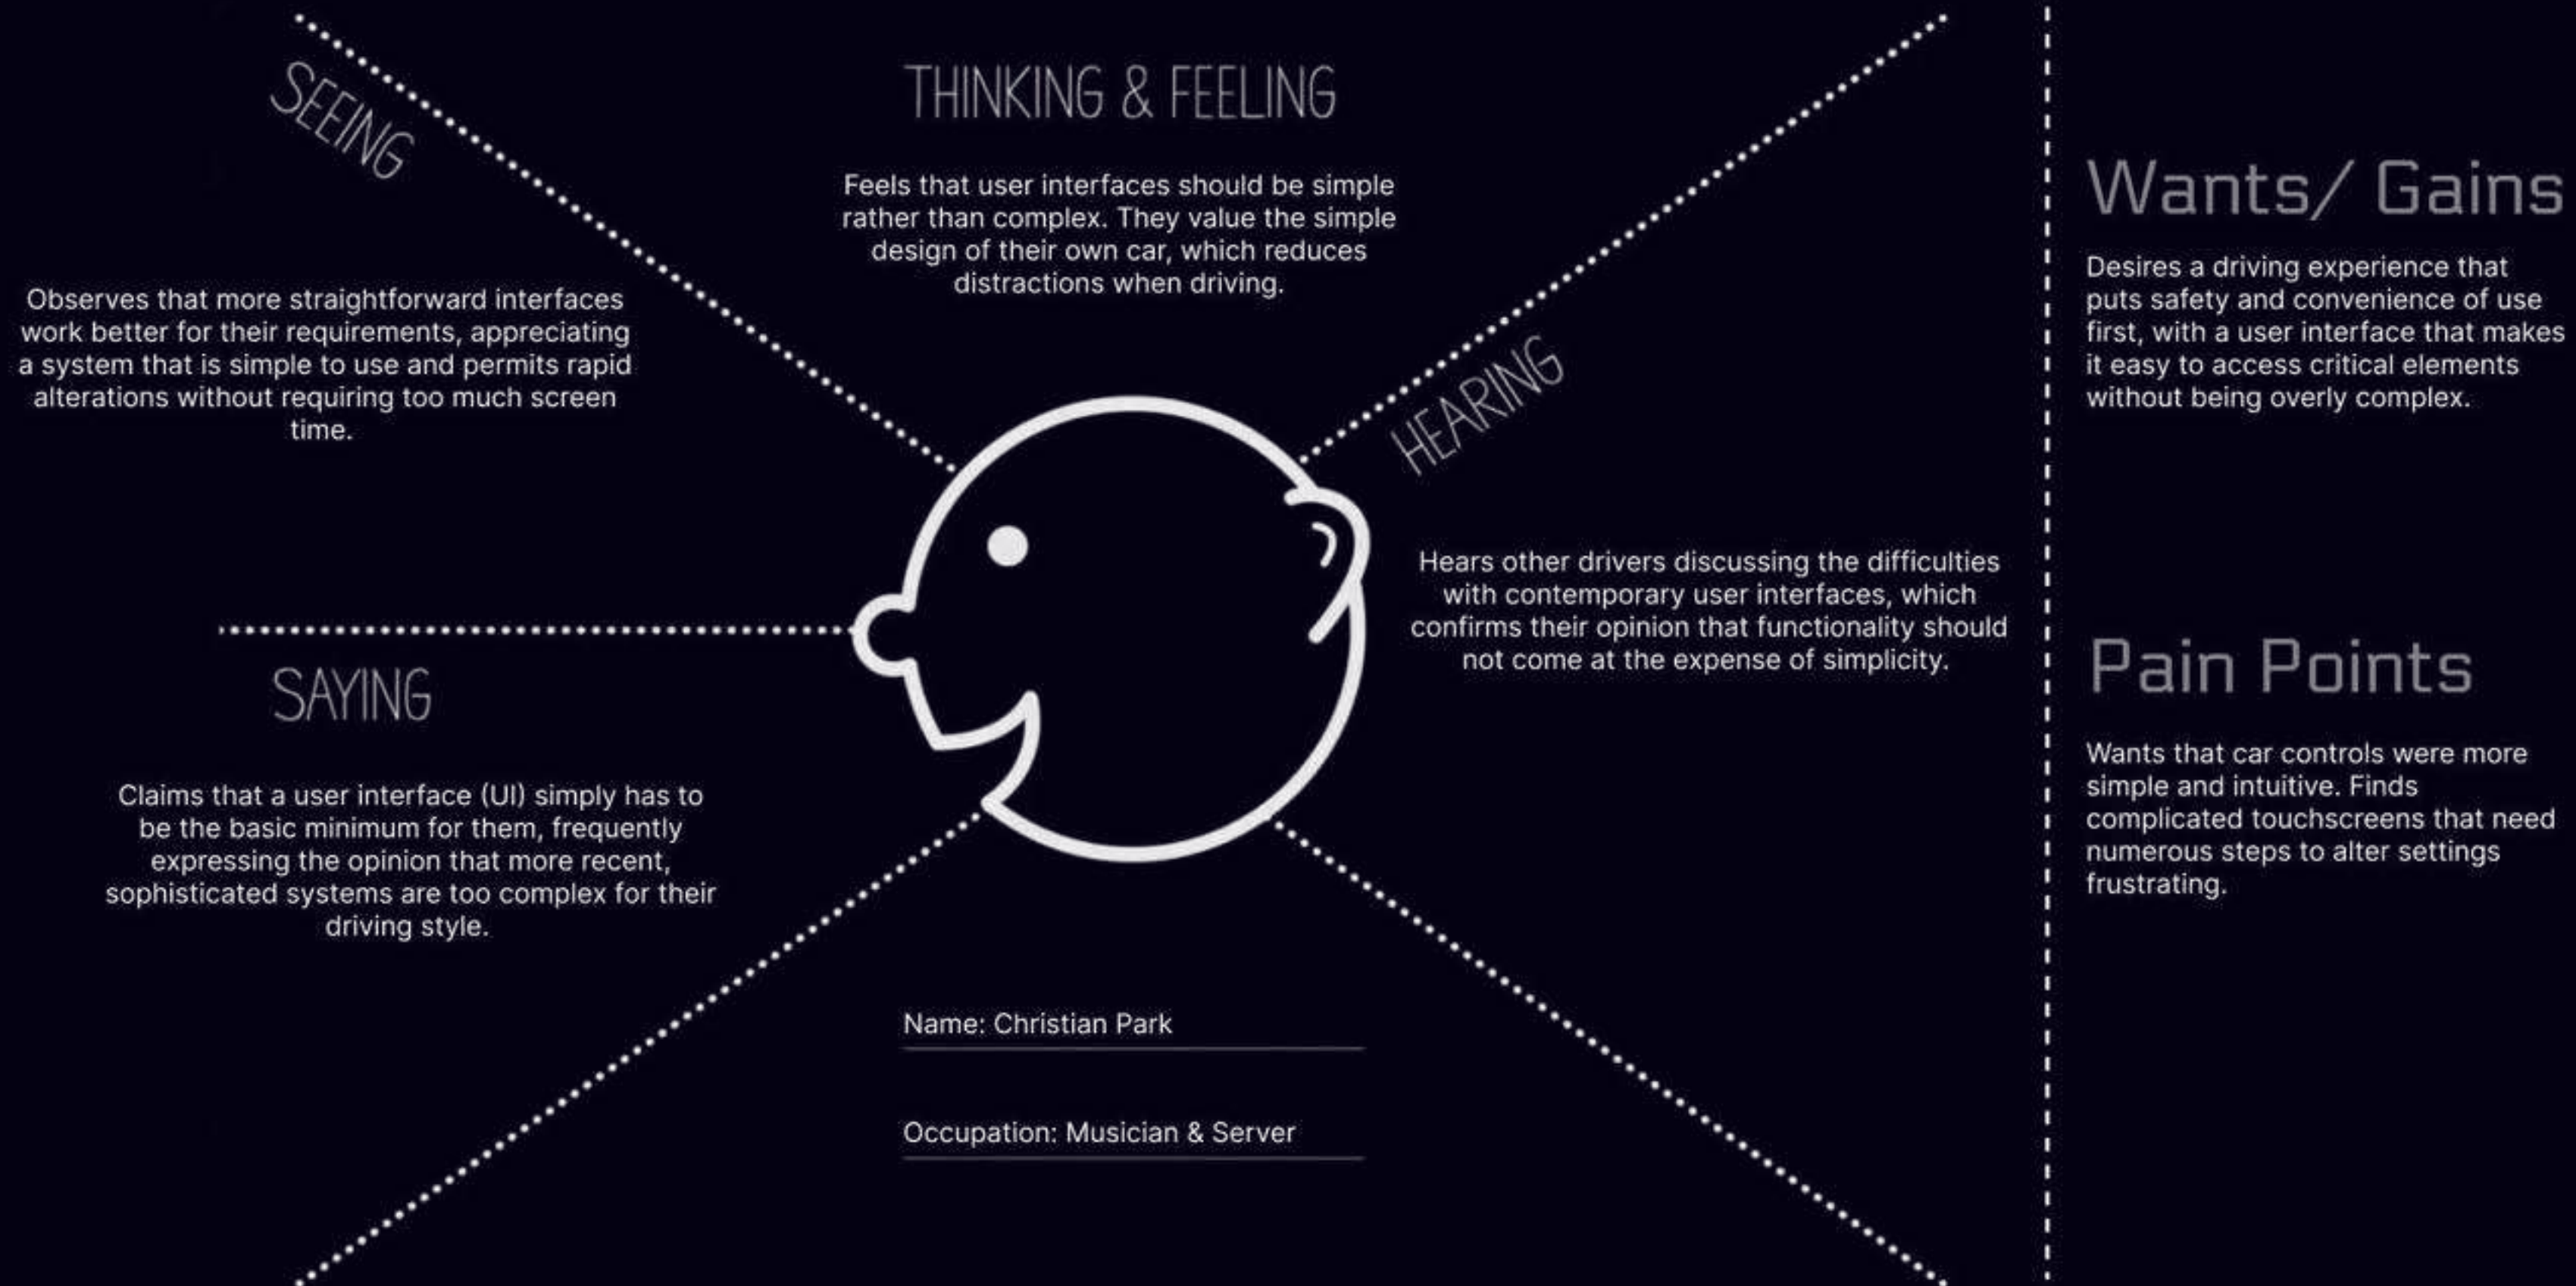 SEEING
Observes that more straightforward interfaces
work better for their requirements, appreciating
a system that is simple to use and permits rapid
alterations without requiring too much screen
time.
THINKING & FEELING
Feels that user interfaces should be simple
rather than complex. They value the simple
design of their own car, which reduces
distractions when driving.
HEARING
Hears other drivers discussing the difficulties
with contemporary user interfaces, which
confirms their opinion that functionality should
not come at the expense of simplicity.
SAYING
Claims that a user interface (UI) simply has to
be the basic minimum for them, frequently
expressing the opinion that more recent,
sophisticated systems are too complex for their
driving style.
Name: Christian Park
Occupation: Musician & Server
Wants/ Gains
Desires a driving experience that
puts safety and convenience of use
first, with a user interface that makes
it easy to access critical elements
without being overly complex.
Pain Points
Wants that car controls were more
simple and intuitive. Finds
complicated touchscreens that need
numerous steps to alter settings
frustrating.